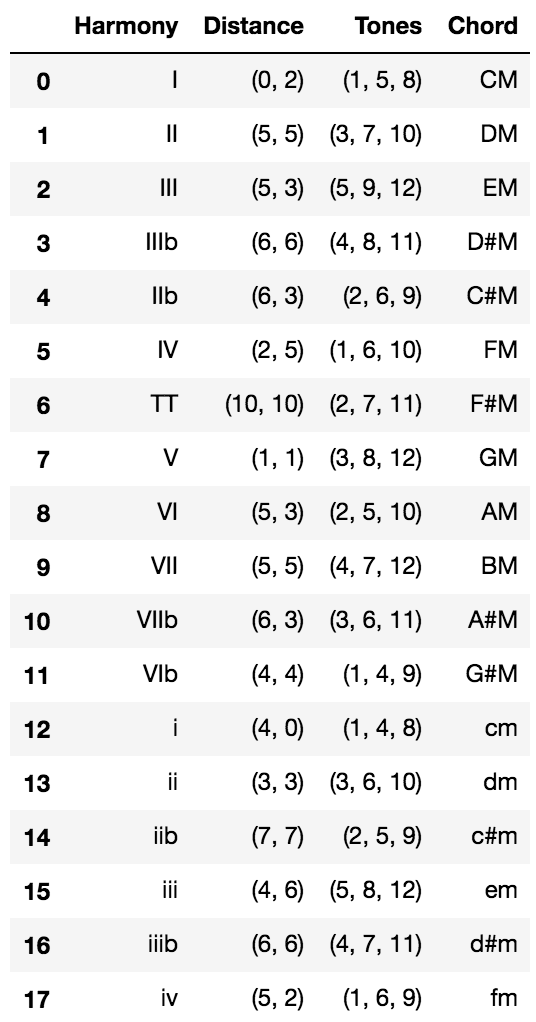 Harmony Distance Tones Chord
0 I (0, 2) (1, 5, 8) CM
1 II (5, 5) (3, 7, 10) DM
2 III (5, 3) (5, 9, 12) EM
3 IIIb (6, 6) (4, 8, 11) D#M
4 IIb (6, 3) (2, 6, 9) C#M
5 IV (2, 5) (1, 6, 10) FM
6 TT (10, 10) (2, 7, 11) F#M
7 V (1, 1) (3, 8, 12) GM
8 VI (5, 3) (2, 5, 10) AM
9 VII (5, 5) (4, 7, 12) BM
10 VIIb (6, 3) (3, 6, 11) A#M
11 VIb (4, 4) (1, 4, 9) G#M
12 i (4, 0) (1, 4, 8) cm
13 ii (3, 3) (3, 6, 10) dm
14 iib (7, 7) (2, 5, 9) c#m
15 iii (4, 6) (5, 8, 12) em
16 iiib (6, 6) (4, 7, 11) d#m
17 iv (5, 2) (1, 6, 9) fm